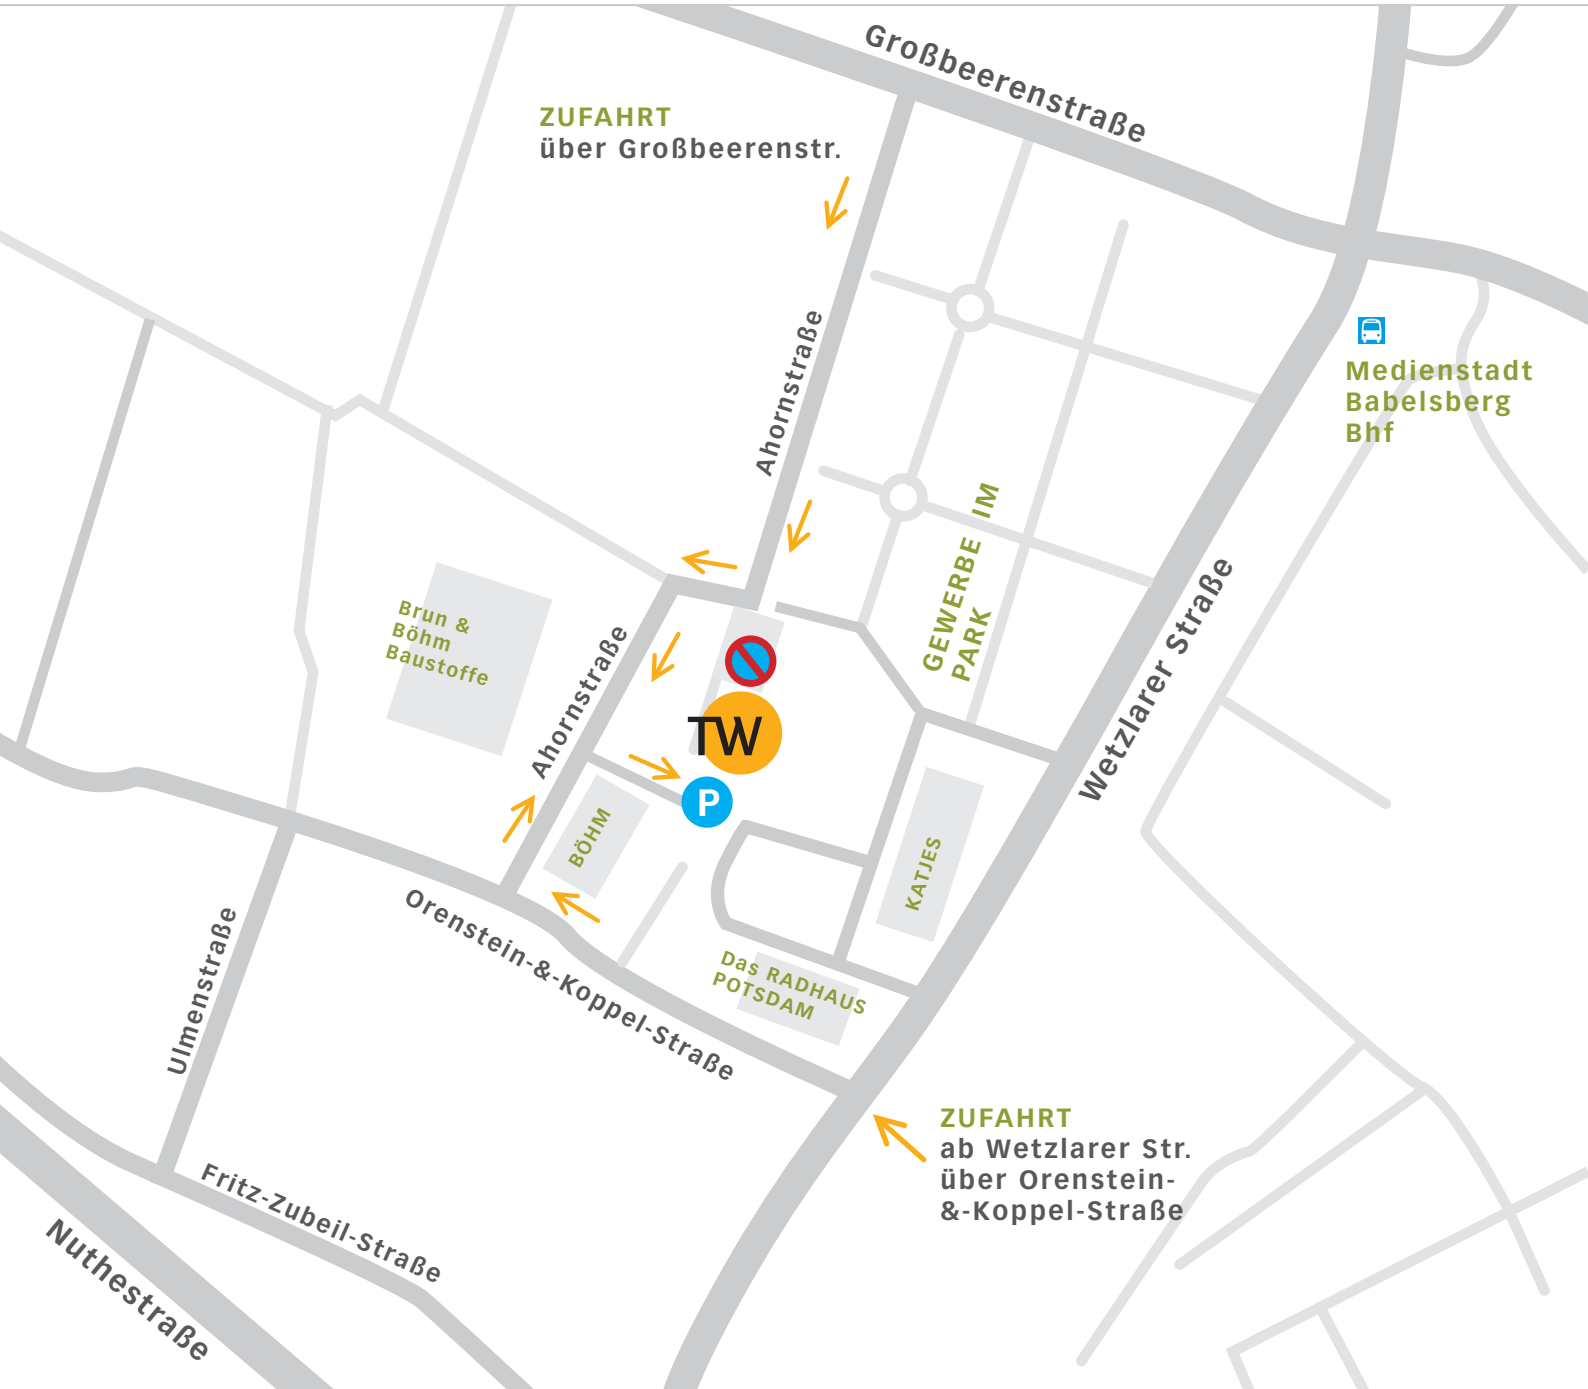 Großbeerenstraße
ZUFAHRT
über Großbeerenstr.
Ahornstraße
Medienstadt
Babelsberg
Bhf
GEWERBE IM
PARK
Wetzlarer Straße
Brun &
Böhm
Baustoffe
Ahornstraße
TW
P
BÖHM
KATJES
Orenstein-&-Koppel-Straße
Das RADHAUS
POTSDAM
Ulmenstraße
ZUFAHRT
ab Wetzlarer Str.
über Orenstein-
&-Koppel-Straße
Fritz-Zubeil-Straße
Nuthestraße